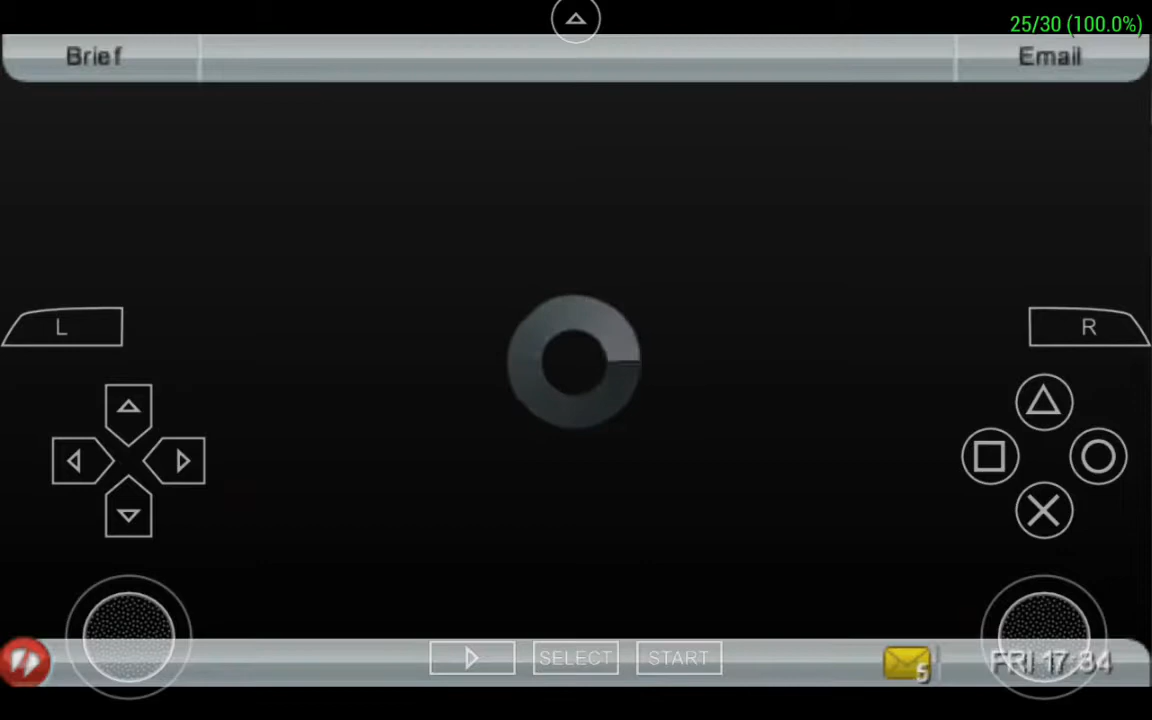 25/30 (100.0%)
Brief
Email
L
R
SELECT
START
5
FRI 17:34